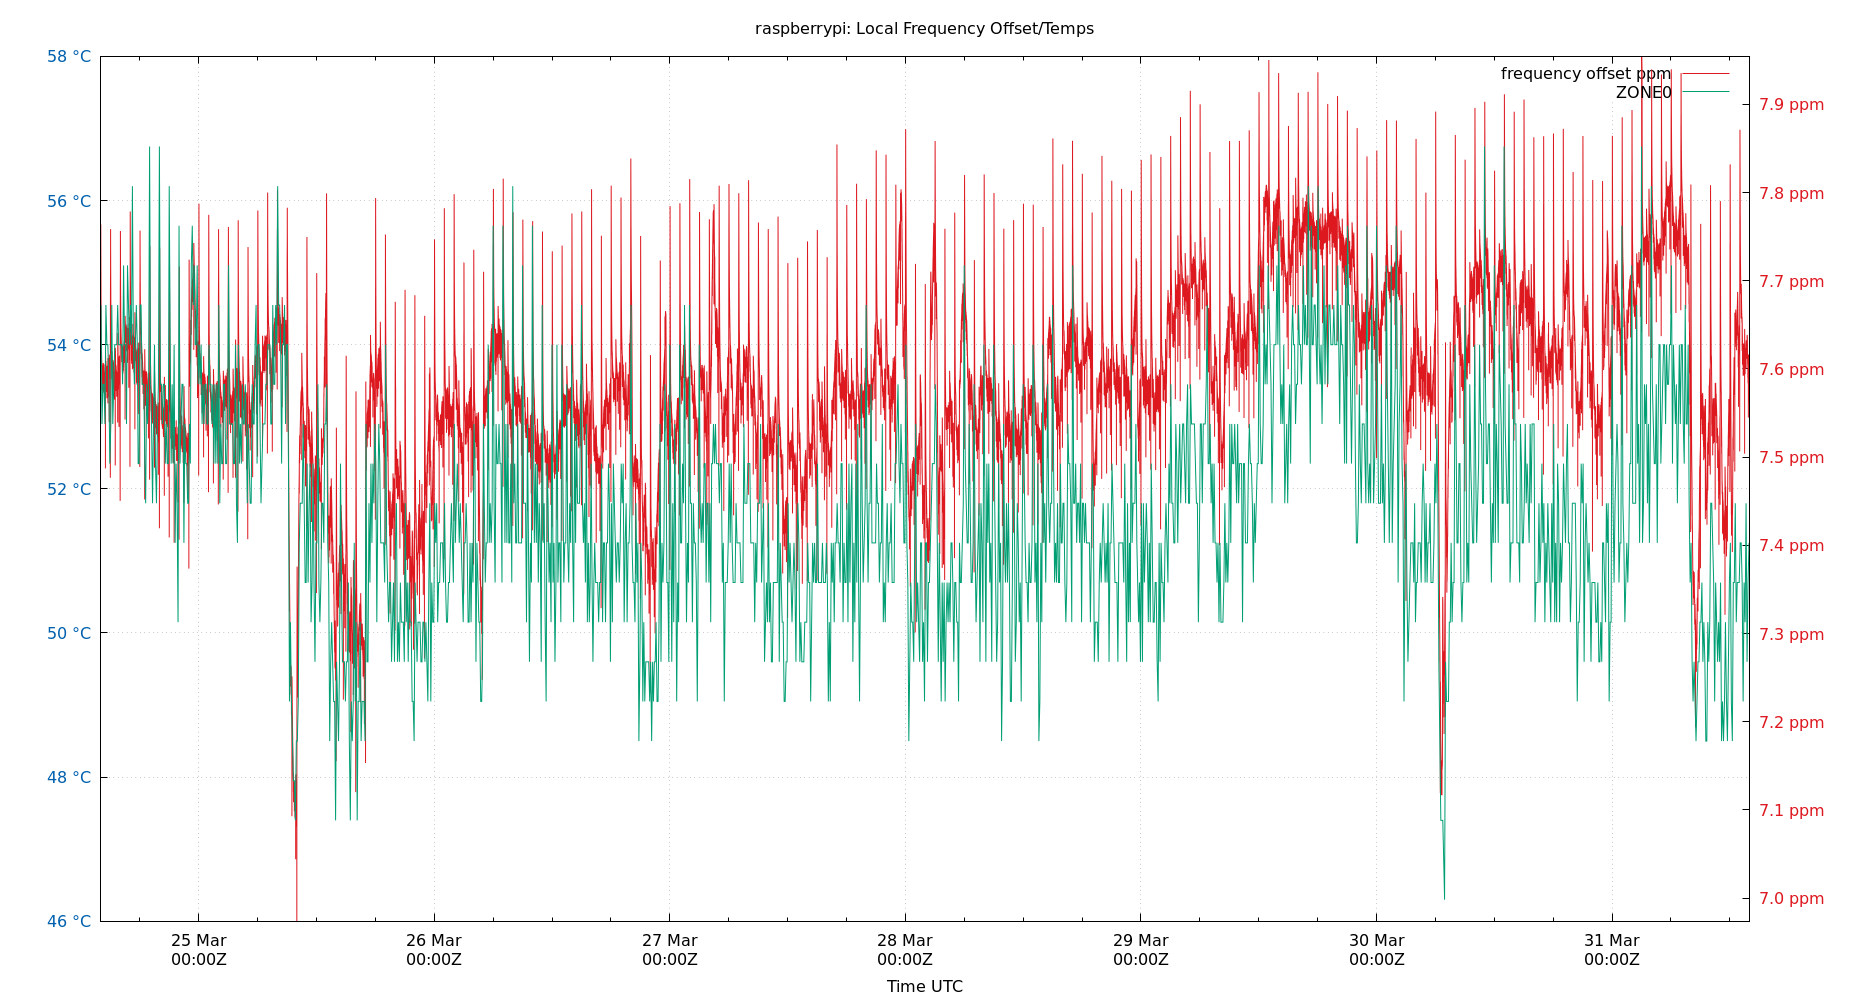 raspberrypi: Local Frequency Offset/Temps
58 °C
56 °C
54 °C
52 °C
50 °C
48 °C
46 °C
frequency offset ppm
ZONE0
7.9 ppm
7.8 ppm
7.7 ppm
7.6 ppm
7.5 ppm
7.4 ppm
7.3 ppm
7.2 ppm
7.1 ppm
7.0 ppm
25 Mar
00:00Z
26 Mar
00:00Z
27 Mar
00:00Z
28 Mar
00:00Z
29 Mar
00:00Z
30 Mar
00:00Z
31 Mar
00:00Z
Time UTC